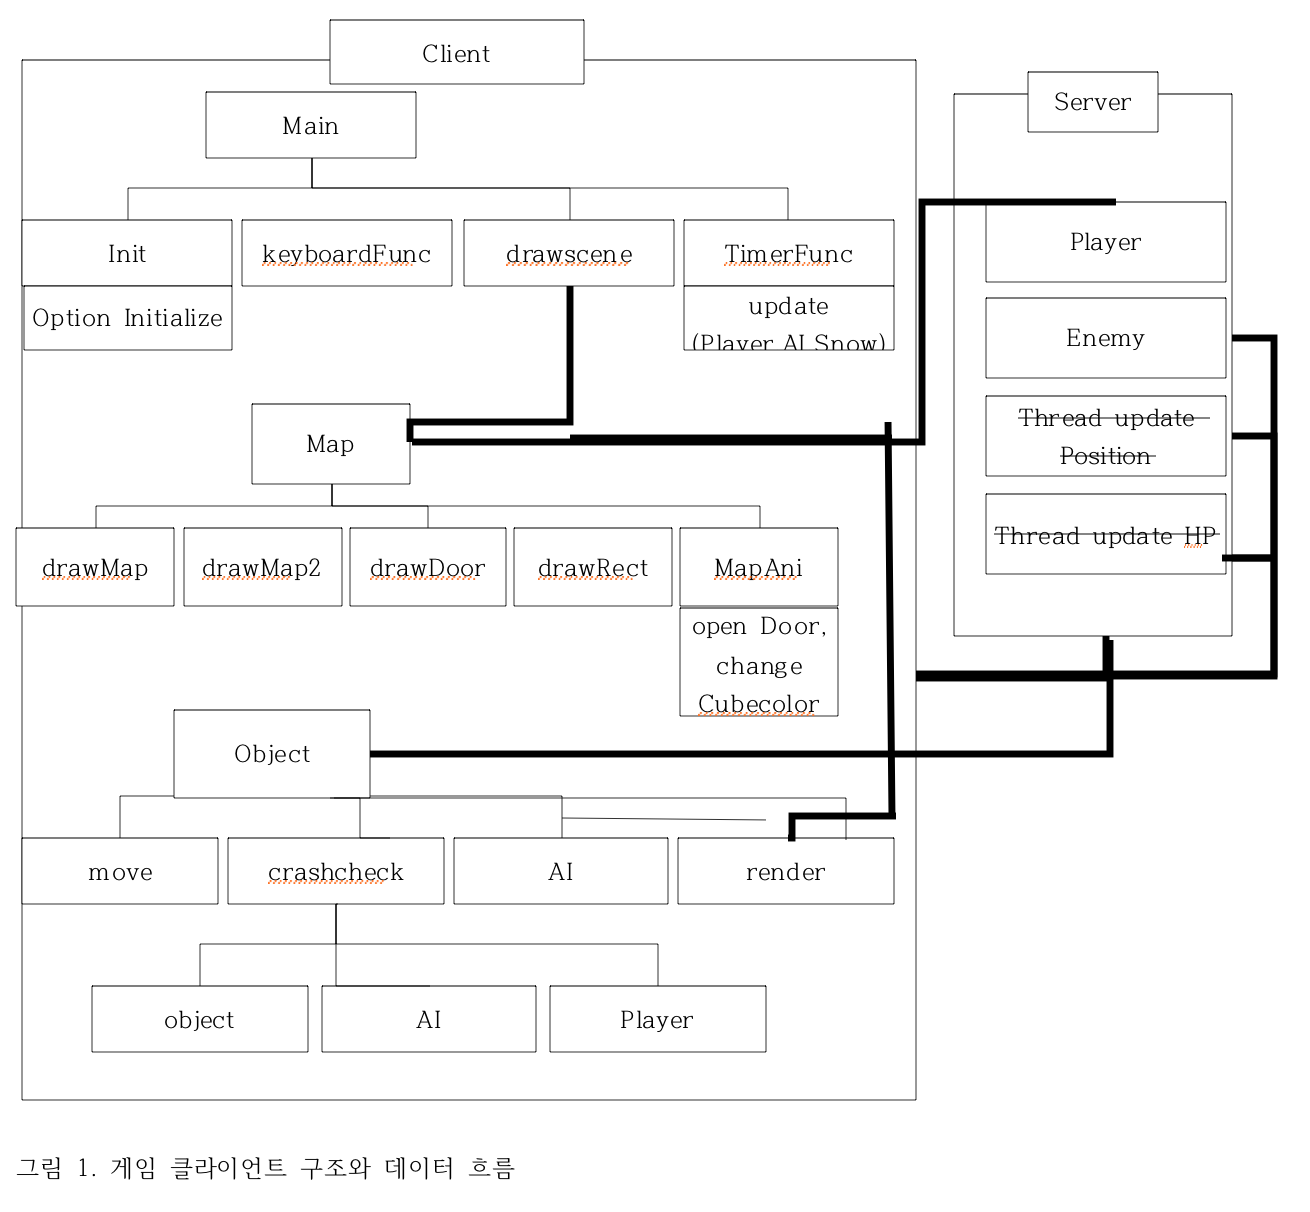 Client
Server
Main
Init
keyboardFunc
drawscene
TimerFunc
Option Initialize
update
(Player AI Snow)
Player
Enemy
Thread update
Position
Thread update HP
Map
drawMap
drawMap2
drawDoor
drawRect
MapAni
open Door,
change
Cubecolor
Object
move
crashcheck
AI
render
object
AI
Player
그림 1. 게임 클라이언트 구조와 데이터 흐름